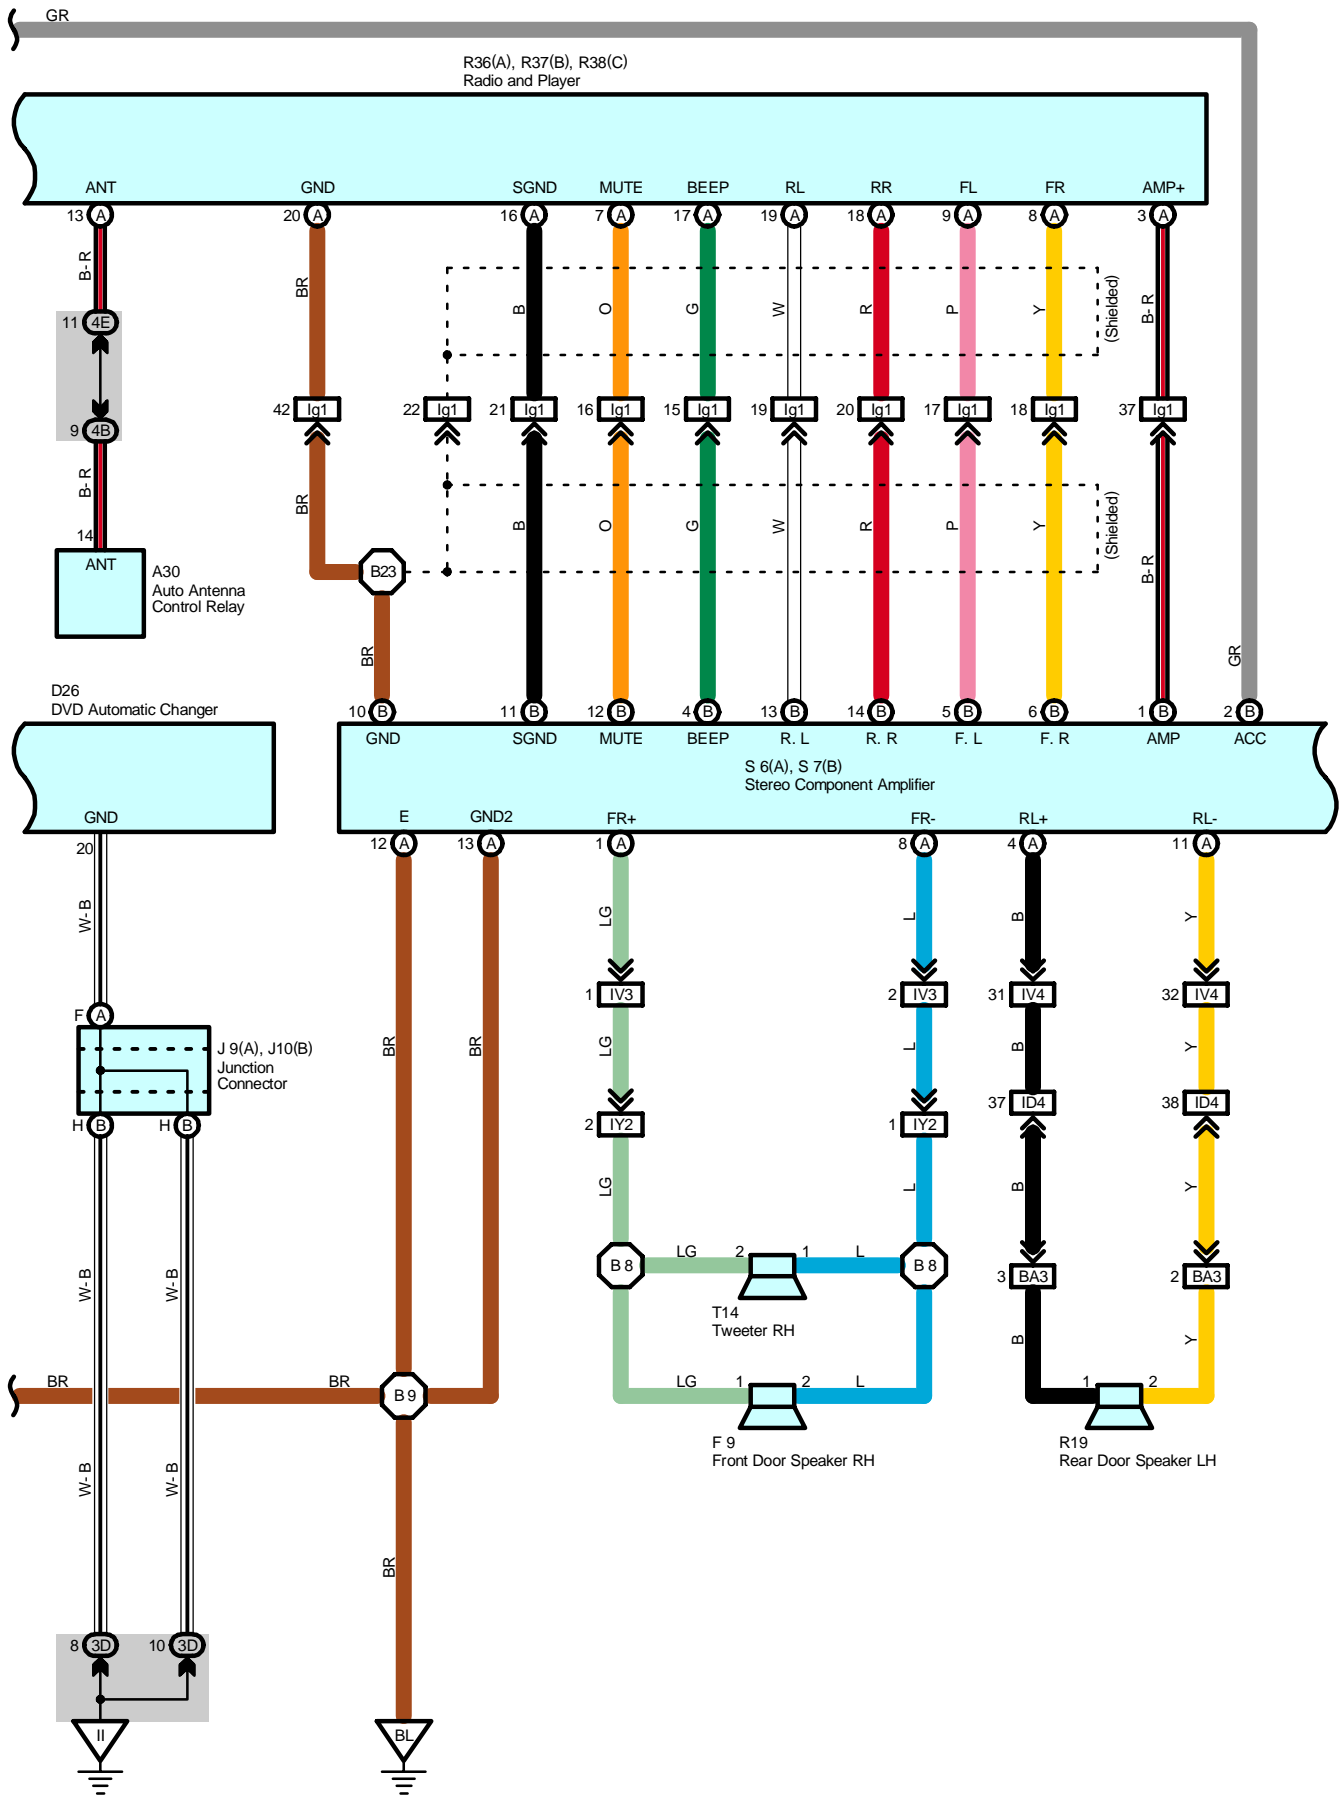 GR
R36(A), R37(B), R38(C)
Radio and Player
ANT GND SGND MUTE BEEP RL RR FL FR AMP+
13 A 20 A 16 A 7 A 17 A 19 A 18 A 9 A 8 A 3 A
B-R BR B O G W R P Y (Shielded) B-R
11 4E
42 Ig1 22 Ig1 21 Ig1 16 Ig1 15 Ig1 19 Ig1 20 Ig1 17 Ig1 18 Ig1 37 Ig1
9 4B
B-R BR B O G W R P Y (Shielded) B-R
14
ANT
A30
Auto Antenna
Control Relay
B23
BR GR
D26
DVD Automatic Changer
10 B 11 B 12 B 4 B 13 B 14 B 5 B 6 B 1 B 2 B
GND SGND MUTE BEEP R. L R. R F. L F. R AMP ACC
S 6(A), S 7(B)
Stereo Component Amplifier
GND E GND2 FR+ FR- RL+ RL-
20 12 A 13 A 1 A 8 A 4 A 11 A
W-B LG L B Y
1 IV3 2 IV3 31 IV4 32 IV4
F A
J 9(A), J10(B)
Junction
Connector
BR BR LG L B Y
H B H B 2 IY2 1 IY2 37 ID4 38 ID4
LG L B Y
B 8 LG 2 1 L B 8
3 BA3 2 BA3
W-B W-B
T14
Tweeter RH
B Y
BR BR B 9 LG 1 2 L 1 2
F 9
Front Door Speaker RH
R19
Rear Door Speaker LH
W-B W-B
BR
8 3D 10 3D
II BL